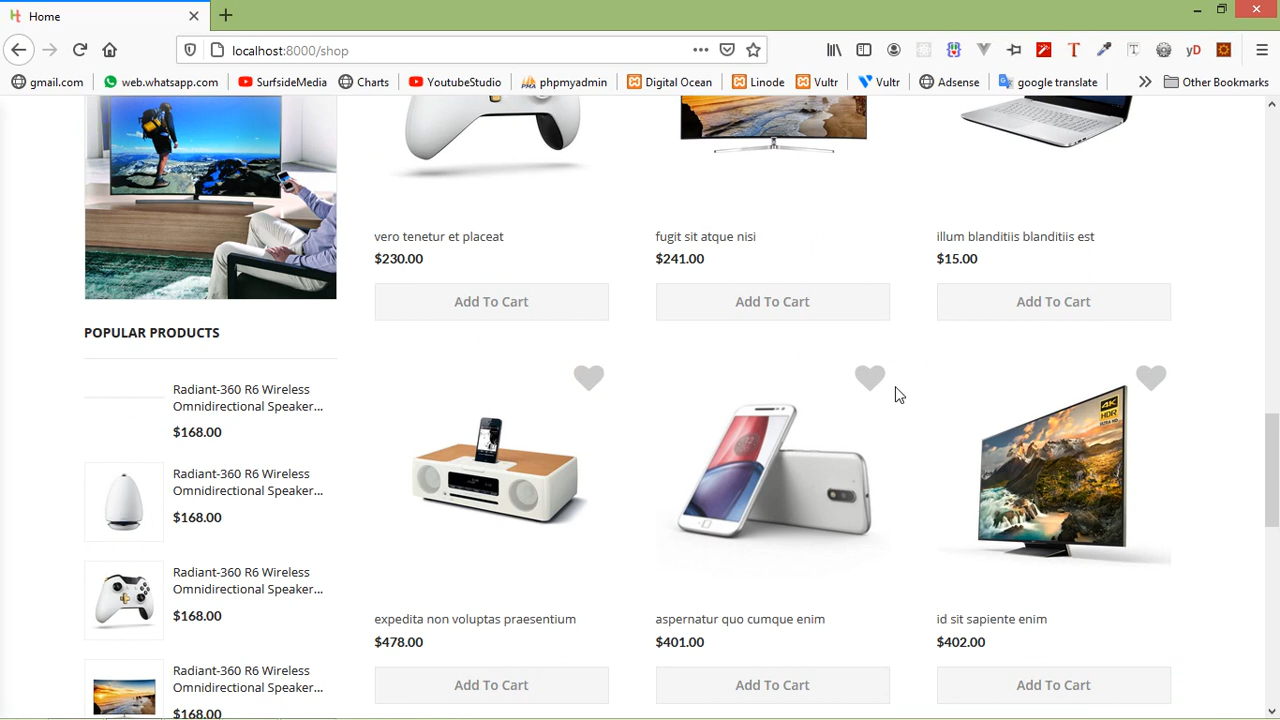 Home
localhost:8000/shop
gmail.com
web.whatsapp.com
SurfsideMedia
Charts
YoutubeStudio
phpmyadmin
Digital Ocean
Linode
Vultr
Vultr
Adsense
google translate
Other Bookmarks
vero tenetur et placeat
$230.00
Add To Cart
fugit sit atque nisi
$241.00
Add To Cart
illum blanditiis blanditiis est
$15.00
Add To Cart
POPULAR PRODUCTS
Radiant-360 R6 Wireless
Omnidirectional Speaker...
$168.00
Radiant-360 R6 Wireless
Omnidirectional Speaker...
$168.00
Radiant-360 R6 Wireless
Omnidirectional Speaker...
$168.00
Radiant-360 R6 Wireless
Omnidirectional Speaker...
$168.00
expedita non voluptas praesentium
$478.00
Add To Cart
aspernatur quo cumque enim
$401.00
Add To Cart
4K
HDR
id sit sapiente enim
$402.00
Add To Cart